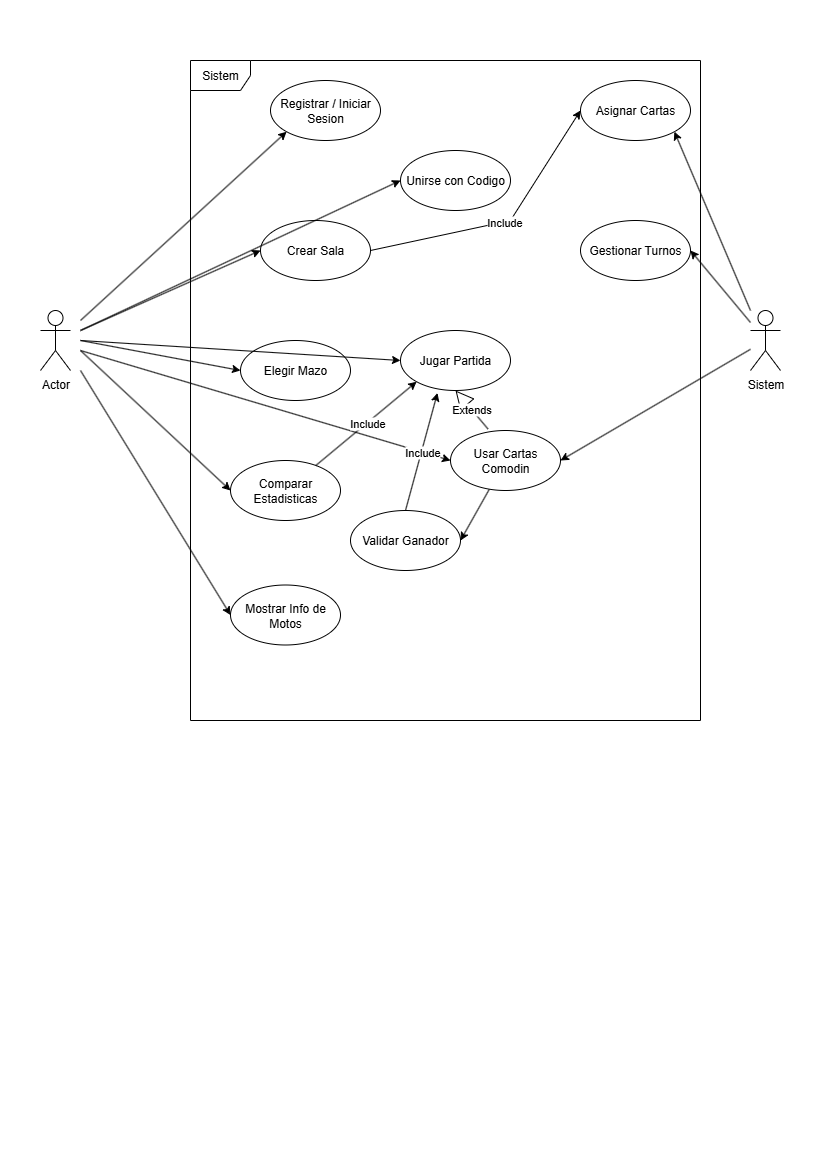 Sistem
Registrar / Iniciar
Sesion
Asignar Cartas
Unirse con Codigo
Include
Crear Sala
Gestionar Turnos
Actor
Elegir Mazo
Jugar Partida
Sistem
Extends
Include
Include
Usar Cartas
Comodin
Comparar
Estadisticas
Validar Ganador
Mostrar Info de
Motos